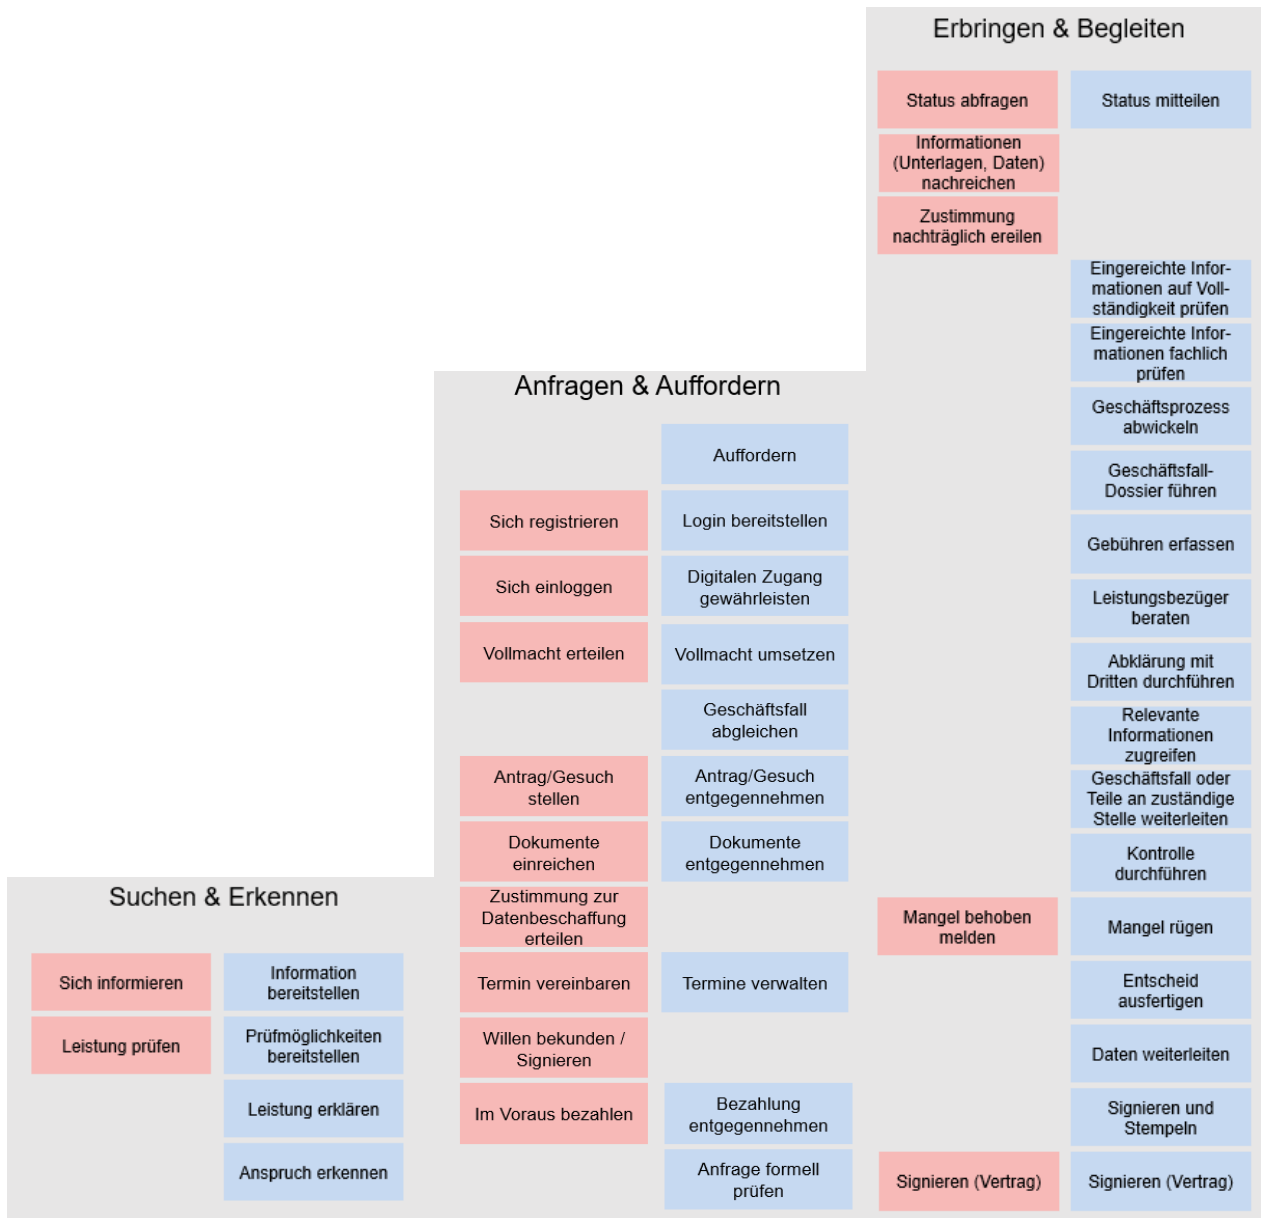 Erbringen & Begleiten
Status abfragen
Status mitteilen
Informationen
(Unterlagen, Daten)
nachreichen
Zustimmung
nachträglich ereilen
Eingereichte Infor-
mationen auf Voll-
ständigkeit prüfen
Eingereichte Infor-
mationen fachlich
prüfen
Geschäftsprozess
abwickeln
Geschäftsfall-
Dossier führen
Gebühren erfassen
Leistungsbezüger
beraten
Abklärung mit
Dritten durchführen
Relevante
Informationen
zugreifen
Geschäftsfall oder
Teile an zuständige
Stelle weiterleiten
Kontrolle
durchführen
Mangel behoben
melden
Mangel rügen
Entscheid
ausfertigen
Daten weiterleiten
Signieren und
Stempeln
Signieren (Vertrag)
Signieren (Vertrag)
Anfragen & Auffordern
Auffordern
Sich registrieren
Login bereitstellen
Sich einloggen
Digitalen Zugang
gewährleisten
Vollmacht erteilen
Vollmacht umsetzen
Geschäftsfall
abgleichen
Antrag/Gesuch
stellen
Antrag/Gesuch
entgegennehmen
Dokumente
einreichen
Dokumente
entgegennehmen
Zustimmung zur
Datenbeschaffung
erteilen
Termin vereinbaren
Termine verwalten
Willen bekunden /
Signieren
Im Voraus bezahlen
Bezahlung
entgegennehmen
Anfrage formell
prüfen
Suchen & Erkennen
Sich informieren
Information
bereitstellen
Leistung prüfen
Prüfmöglichkeiten
bereitstellen
Leistung erklären
Anspruch erkennen